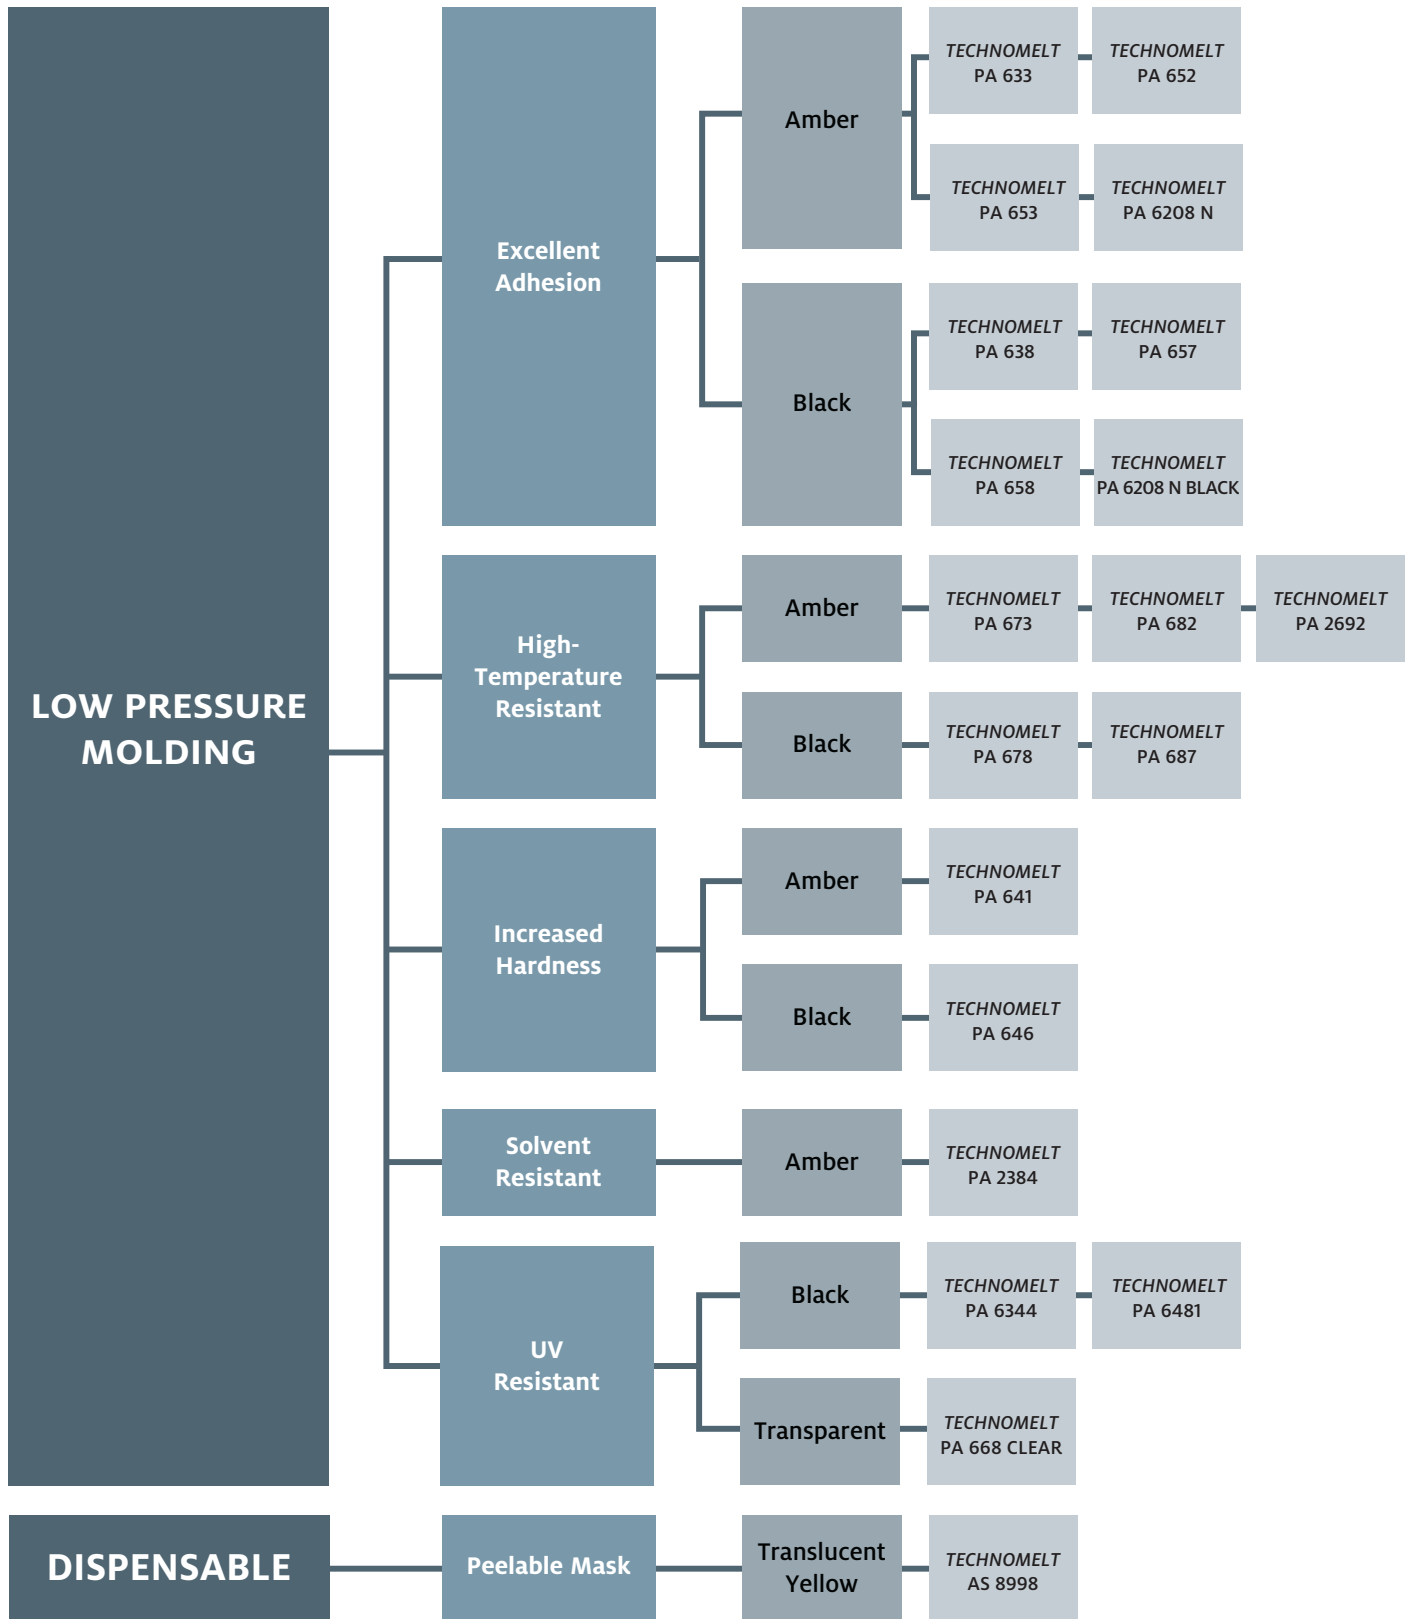 LOW PRESSURE
MOLDING
Excellent
Adhesion
Amber
TECHNOMELT
PA 633
TECHNOMELT
PA 652
TECHNOMELT
PA 653
TECHNOMELT
PA 6208 N
Black
TECHNOMELT
PA 638
TECHNOMELT
PA 657
TECHNOMELT
PA 658
TECHNOMELT
PA 6208 N BLACK
High-
Temperature
Resistant
Amber
TECHNOMELT
PA 673
TECHNOMELT
PA 682
TECHNOMELT
PA 2692
Black
TECHNOMELT
PA 678
TECHNOMELT
PA 687
Increased
Hardness
Amber
TECHNOMELT
PA 641
Black
TECHNOMELT
PA 646
Solvent
Resistant
Amber
TECHNOMELT
PA 2384
UV
Resistant
Black
TECHNOMELT
PA 6344
TECHNOMELT
PA 6481
Transparent
TECHNOMELT
PA 668 CLEAR
DISPENSABLE
Peelable Mask
Translucent
Yellow
TECHNOMELT
AS 8998